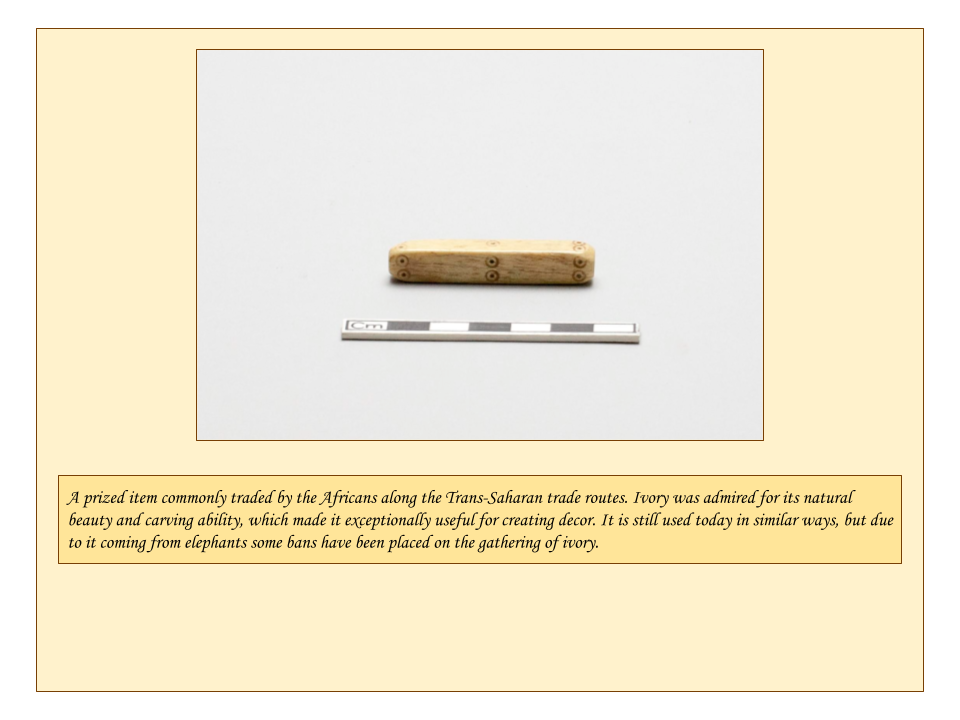 Cm
A prized item commonly traded by the Africans along the Trans-Saharan trade routes. Ivory was admired for its natural
beauty and carving ability, which made it exceptionally useful for creating decor. It is still used today in similar ways, but due
to it coming from elephants some bans have been placed on the gathering of ivory.